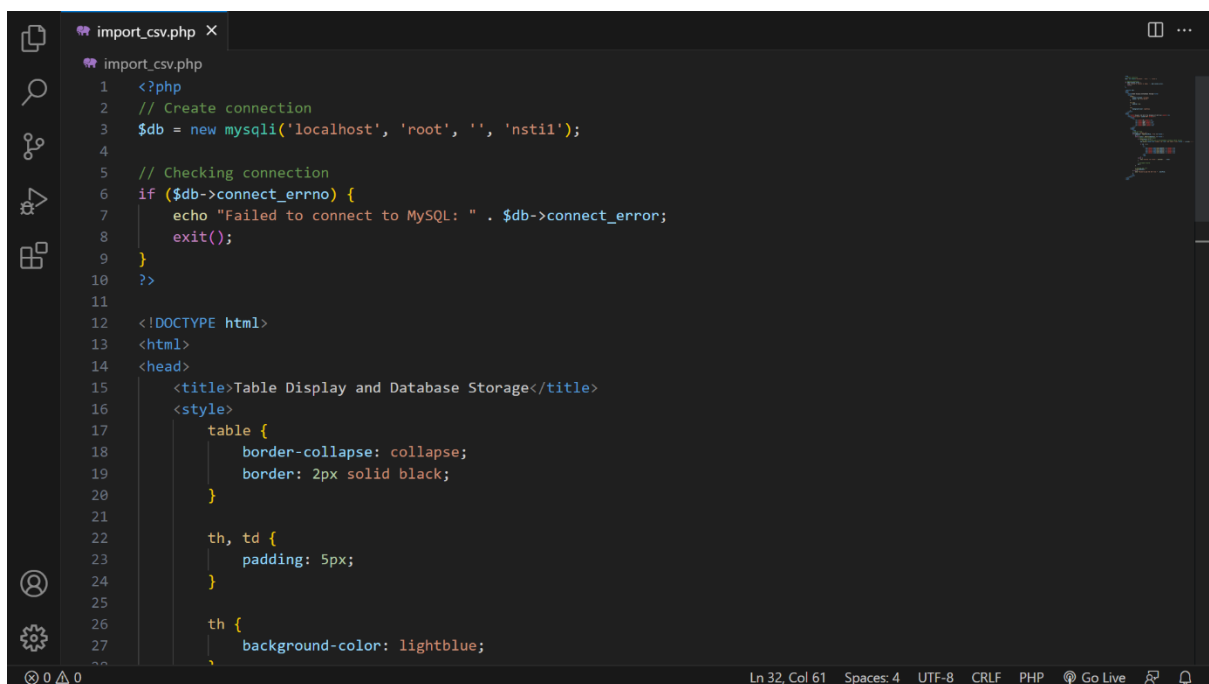 import_csv.php
import_csv.php
1 <?php
2 // Create connection
3 $db = new mysqli('localhost', 'root', '', 'nsti1');
4
5 // Checking connection
6 if ($db->connect_errno) {
7     echo "Failed to connect to MySQL: " . $db->connect_error;
8     exit();
9 }
10 ?>
11
12 <!DOCTYPE html>
13 <html>
14 <head>
15     <title>Table Display and Database Storage</title>
16     <style>
17         table {
18             border-collapse: collapse;
19             border: 2px solid black;
20         }
21
22         th, td {
23             padding: 5px;
24         }
25
26         th {
27             background-color: lightblue;
0 0 Ln 32, Col 61 Spaces: 4 UTF-8 CRLF PHP Go Live